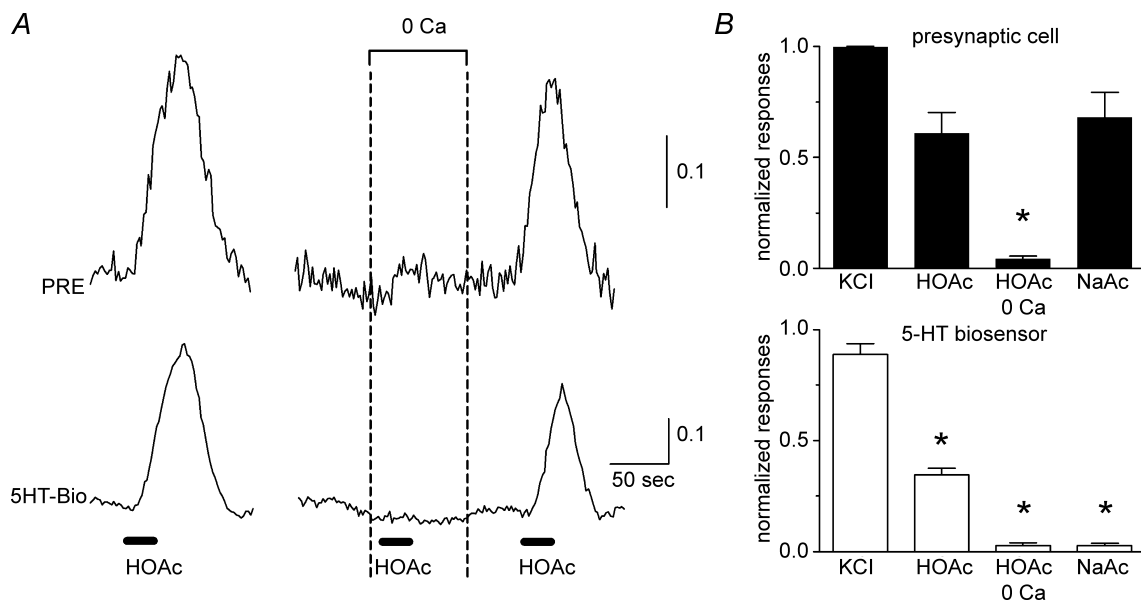 A
0 Ca
0.1
PRE
5HT-Bio
0.1
50 sec
HOAc
HOAc
HOAc
B
presynaptic cell
normalized responses
1.0
0.5
0.0
*
KCl
HOAc
HOAc
0 Ca
NaAc
5-HT biosensor
normalized responses
1.0
0.5
0.0
*
*
*
KCl
HOAc
HOAc
0 Ca
NaAc